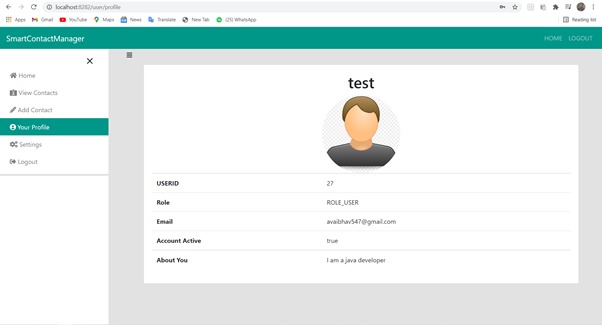 localhost:8282/user/profile
Apps Gmail YouTube Maps News Translate New Tab (25) WhatsApp Reading list
SmartContactManager HOME LOGOUT
Home
View Contacts
Add Contact
Your Profile
Settings
Logout
test
USERID 27
Role ROLE_USER
Email avaibhav547@gmail.com
Account Active true
About You I am a java developer